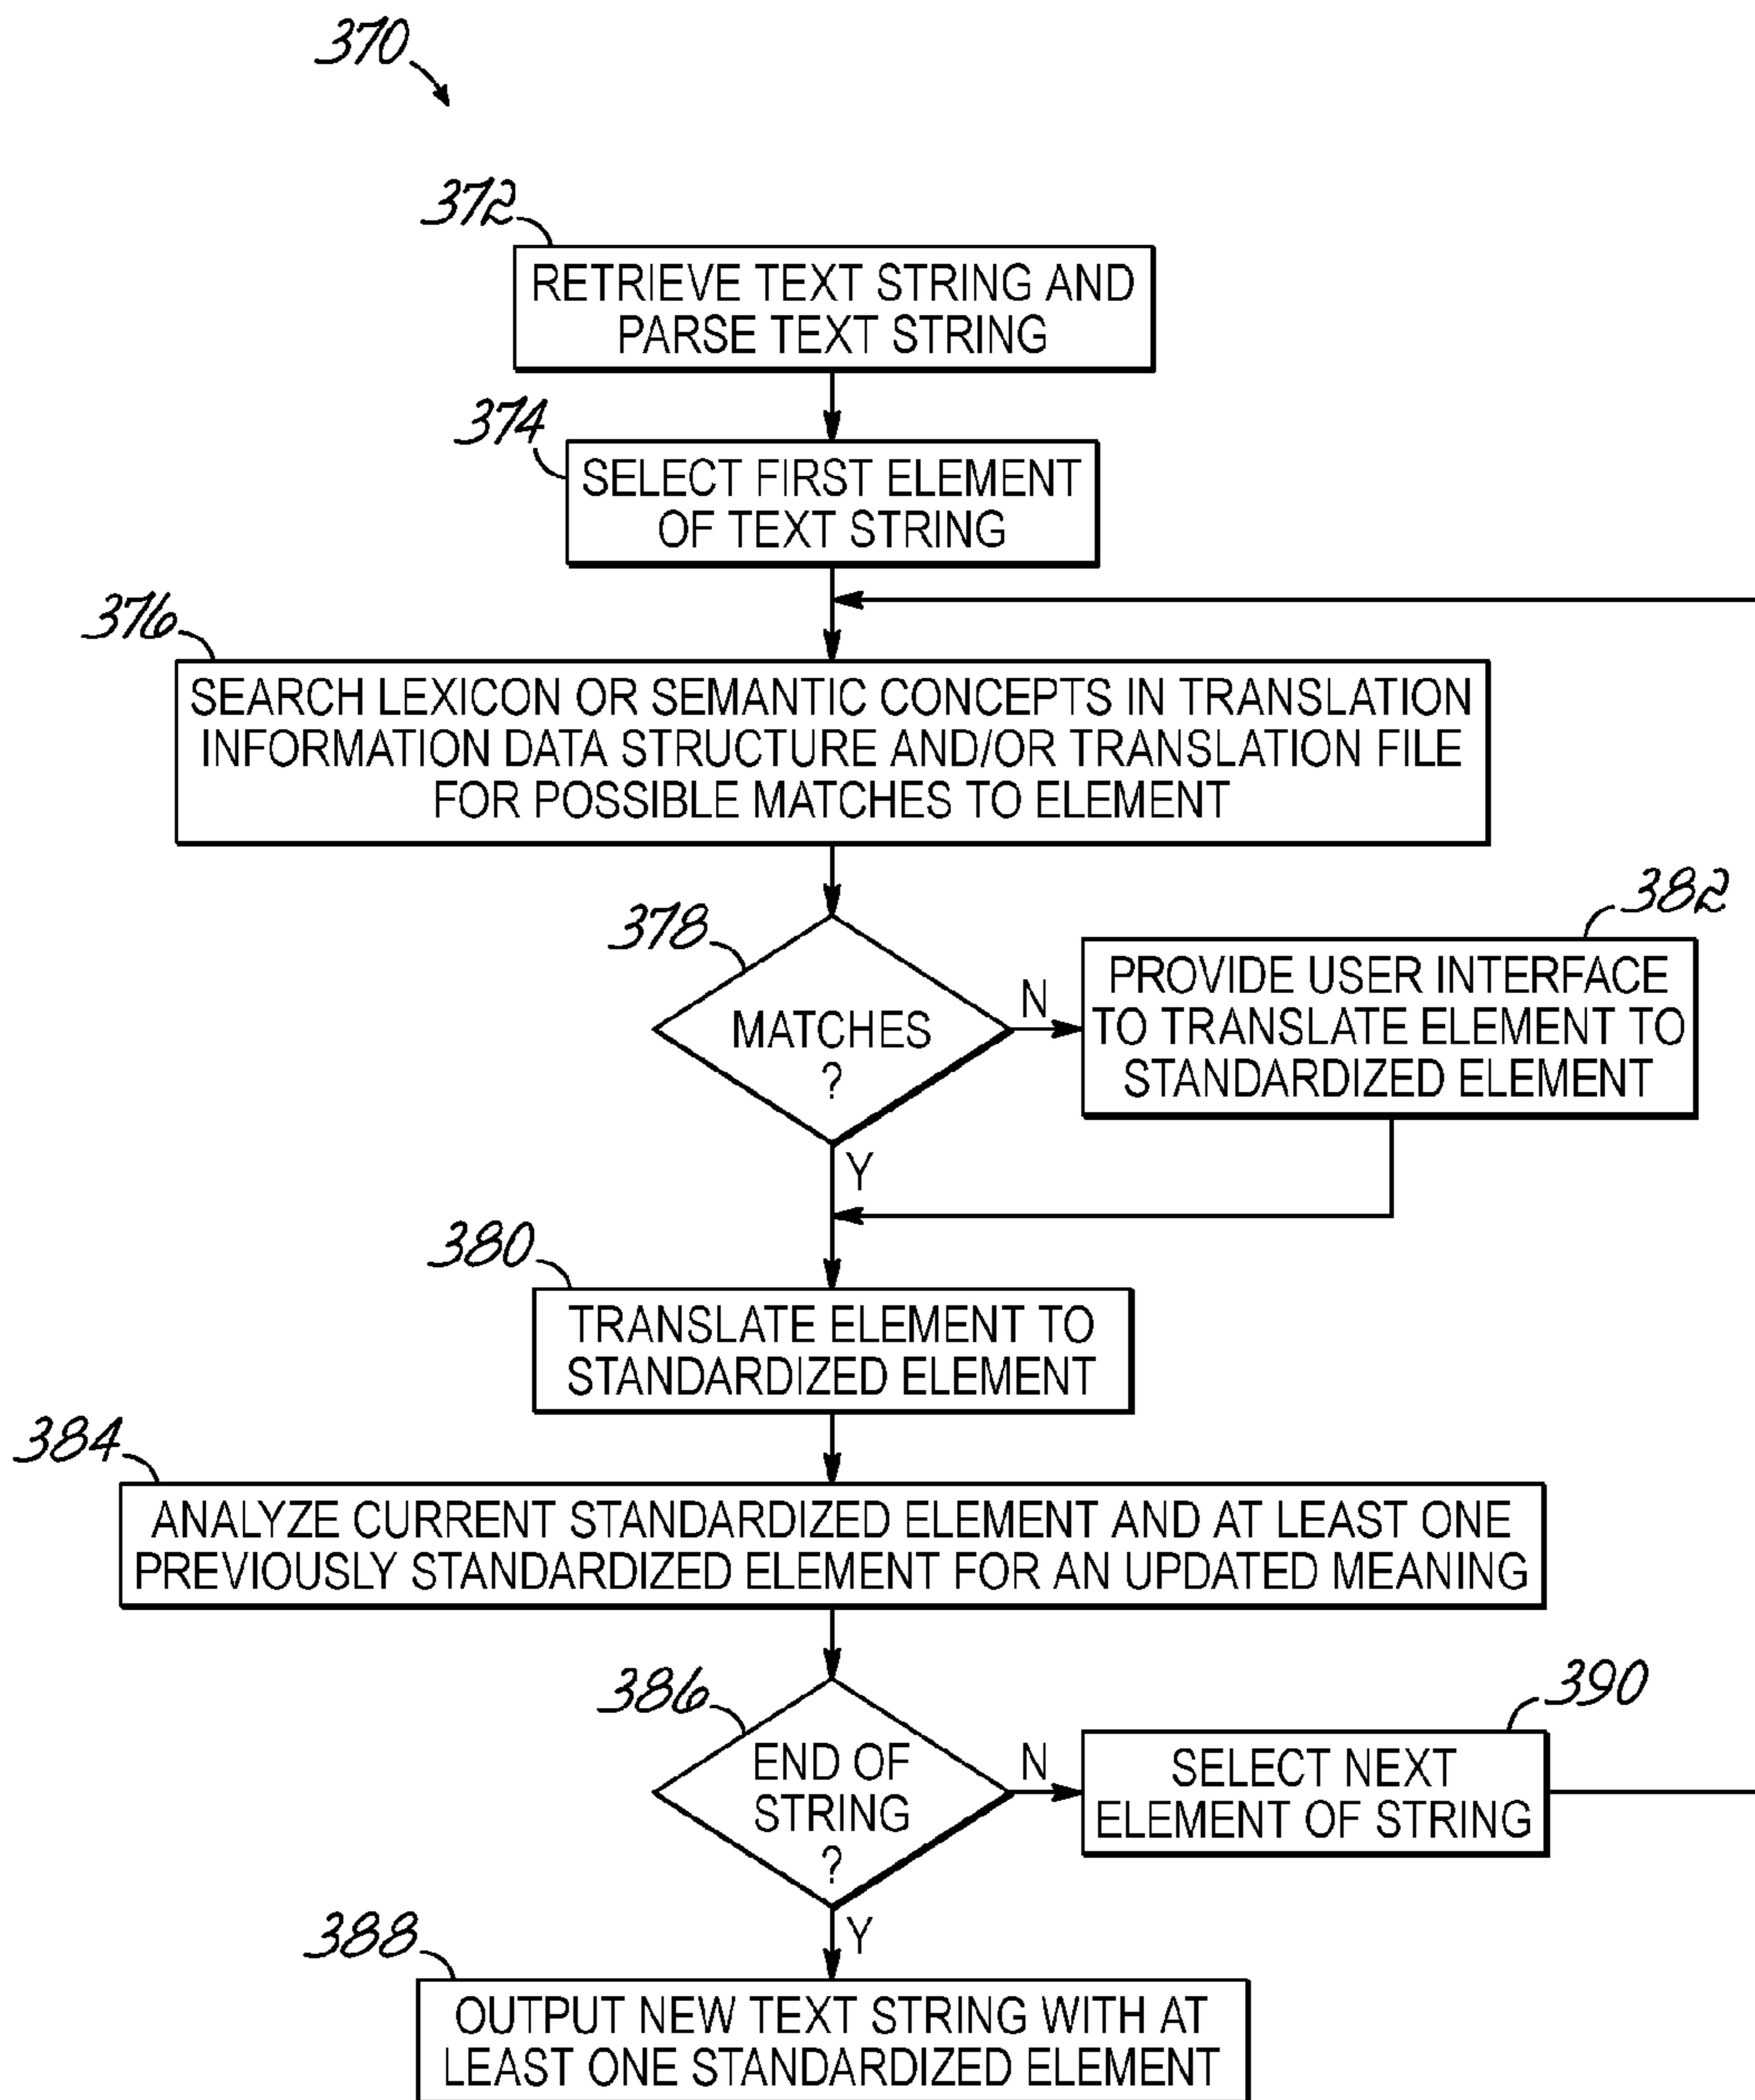 370
372
RETRIEVE TEXT STRING AND
PARSE TEXT STRING
374
SELECT FIRST ELEMENT
OF TEXT STRING
376
SEARCH LEXICON OR SEMANTIC CONCEPTS IN TRANSLATION
INFORMATION DATA STRUCTURE AND/OR TRANSLATION FILE
FOR POSSIBLE MATCHES TO ELEMENT
378
MATCHES
?
N
382
PROVIDE USER INTERFACE
TO TRANSLATE ELEMENT TO
STANDARDIZED ELEMENT
Y
380
TRANSLATE ELEMENT TO
STANDARDIZED ELEMENT
384
ANALYZE CURRENT STANDARDIZED ELEMENT AND AT LEAST ONE
PREVIOUSLY STANDARDIZED ELEMENT FOR AN UPDATED MEANING
386
END OF
STRING
?
N
390
SELECT NEXT
ELEMENT OF STRING
Y
388
OUTPUT NEW TEXT STRING WITH AT
LEAST ONE STANDARDIZED ELEMENT